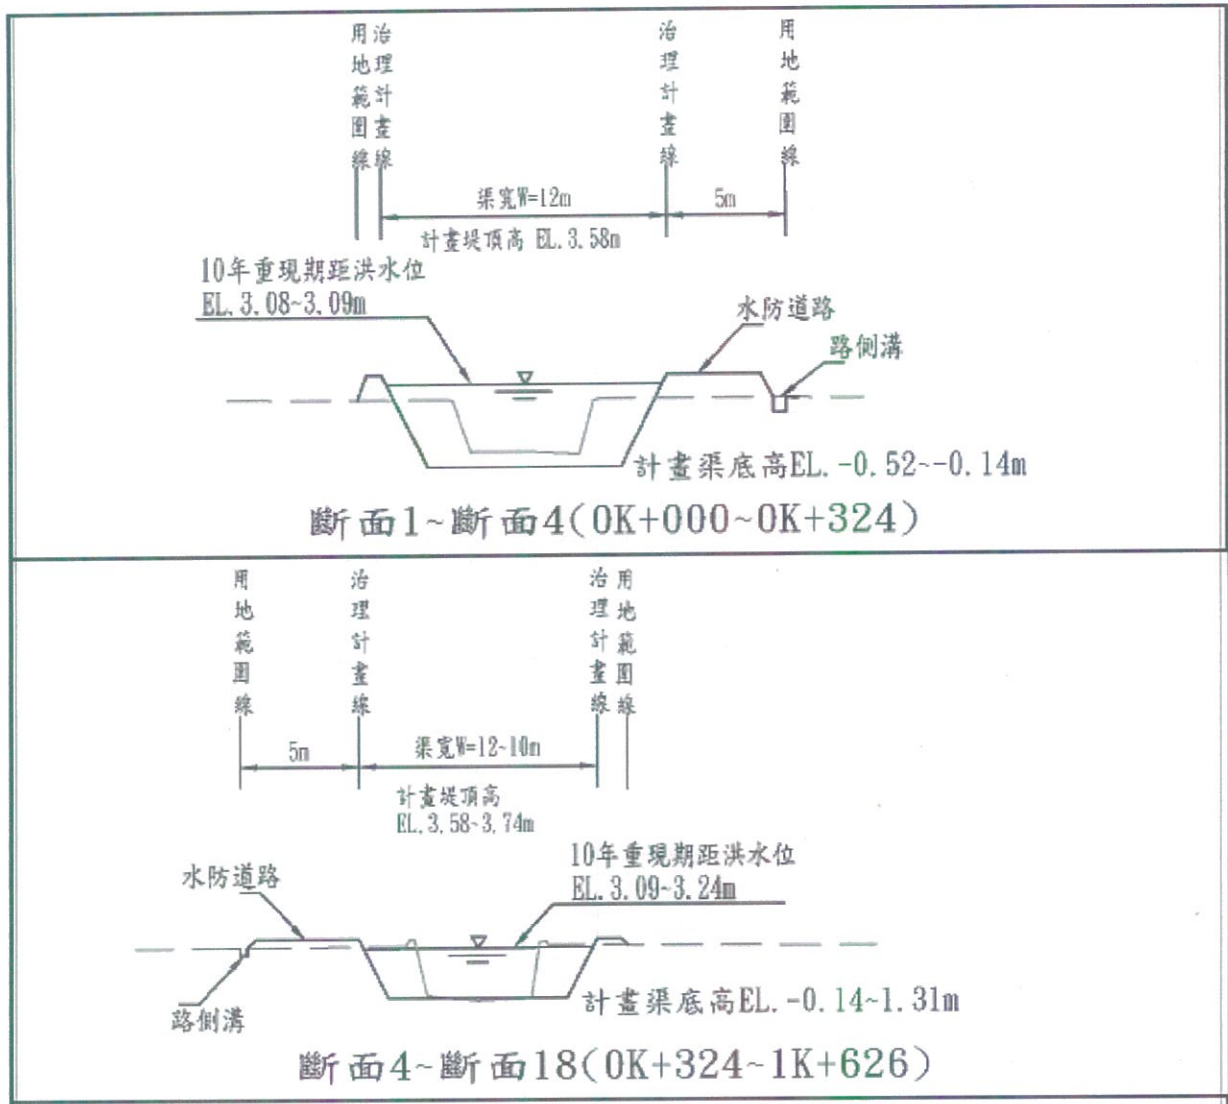 用地範圍線
治理計畫線
治理計畫線
用地範圍線
渠寬W=12m
5m
計畫堤頂高 EL.3.58m
10年重現期距洪水位
EL.3.08~3.09m
水防道路
路側溝
計畫渠底高EL.-0.52~-0.14m
斷面1~斷面4(0K+000~0K+324)
用地範圍線
治理計畫線
治理計畫線
用地範圍線
5m
渠寬W=12~10m
計畫堤頂高
EL.3.58~3.74m
10年重現期距洪水位
EL.3.09~3.24m
水防道路
路側溝
計畫渠底高EL.-0.14~1.31m
斷面4~斷面18(0K+324~1K+626)